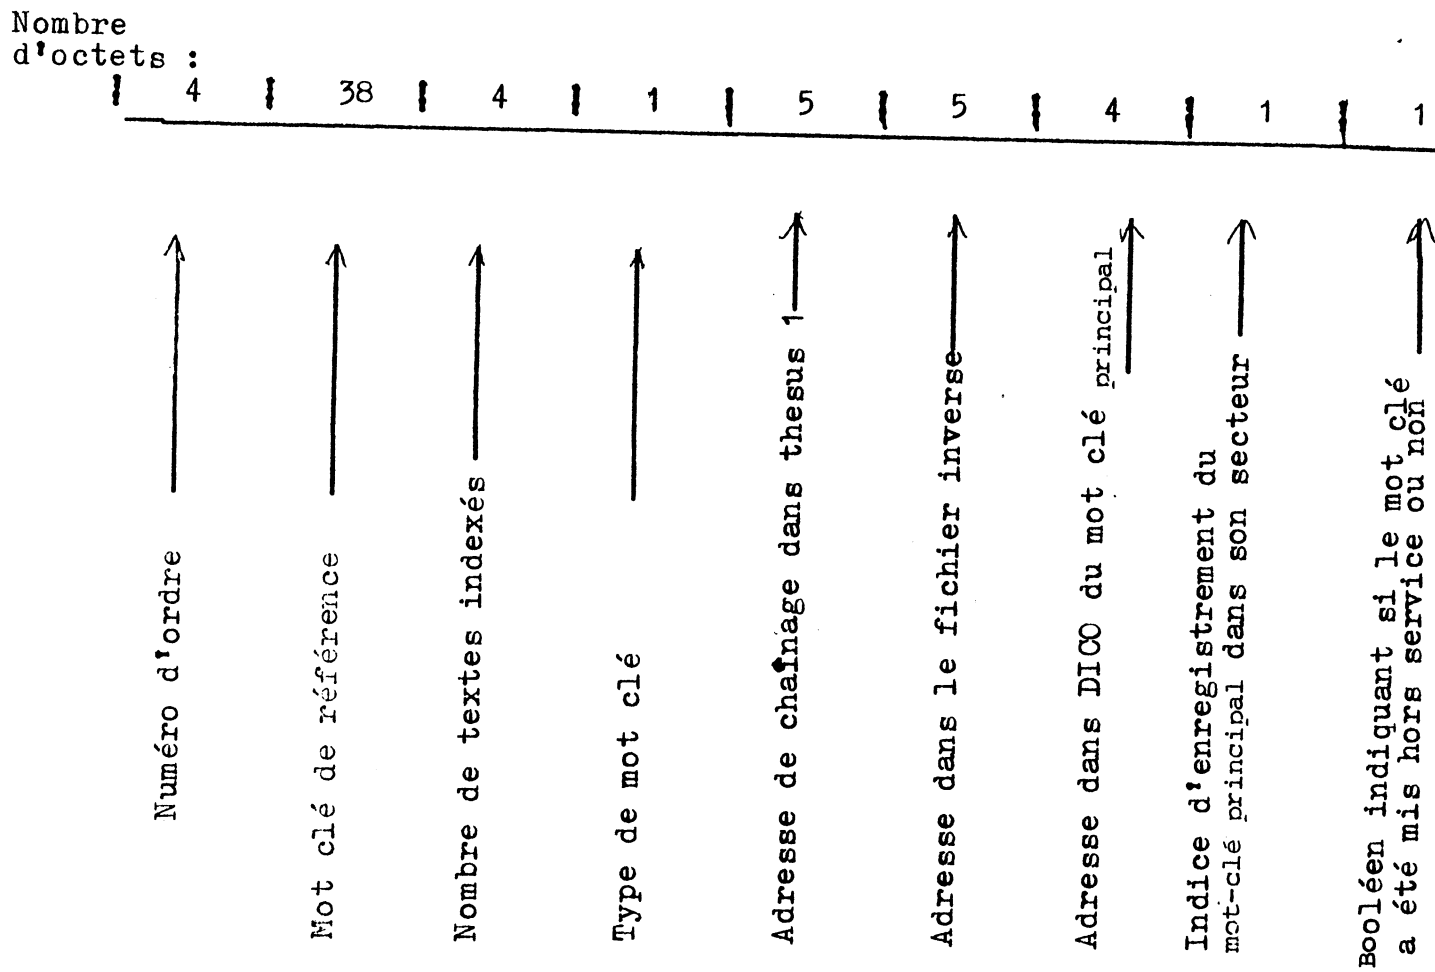 Nombre
d'octets :
4 38 4 1 5 5 4 1 1
Numéro d'ordre
Mot clé de référence
Nombre de textes indexés
Type de mot clé
Adresse de chaînage dans thesus 1
Adresse dans le fichier inverse
Adresse dans DICO du mot clé principal
Indice d'enregistrement du
mot-clé principal dans son secteur
Booléen indiquant si le mot clé
a été mis hors service ou non